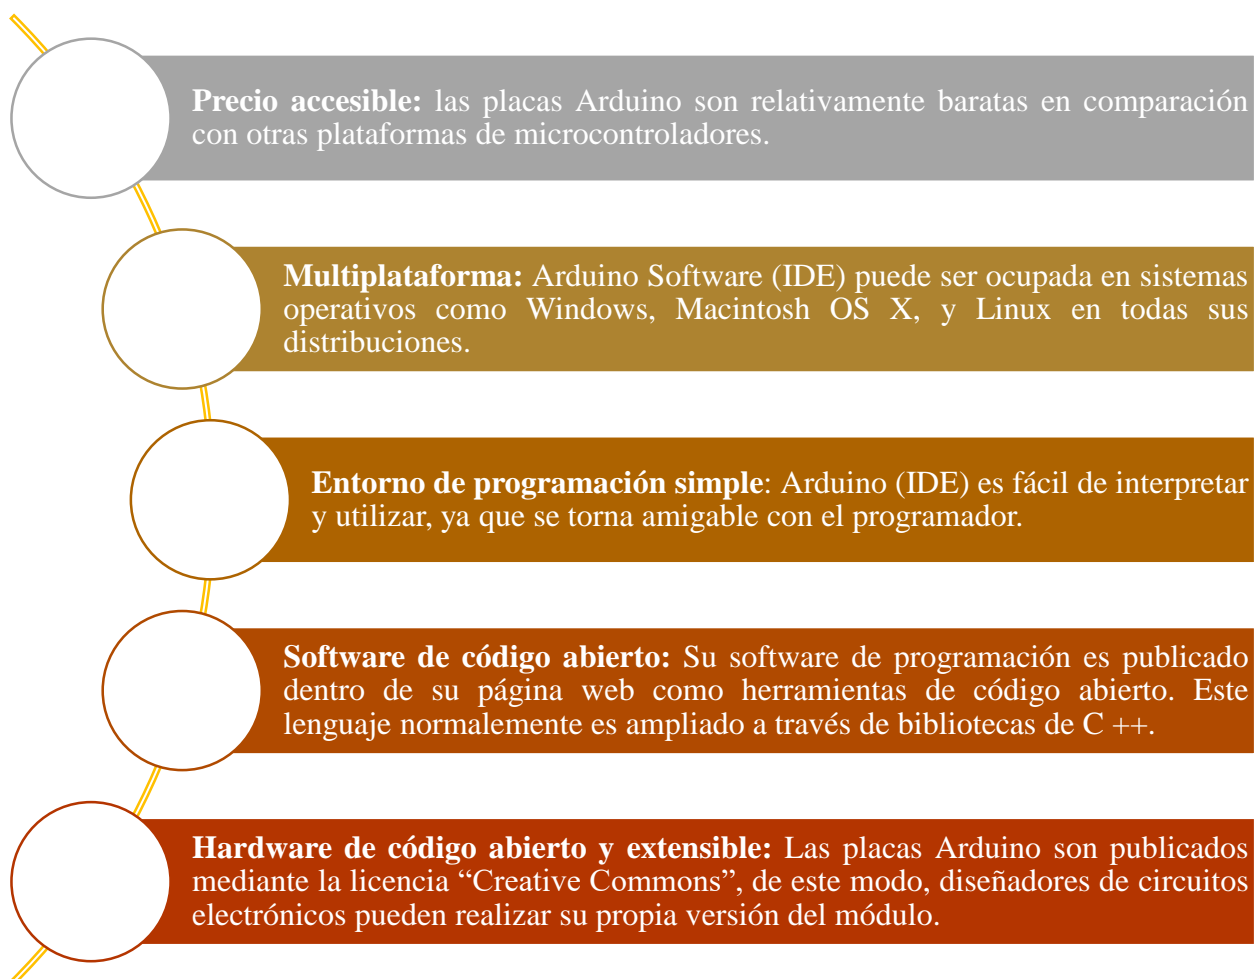 Precio accesible: las placas Arduino son relativamente baratas en comparación
con otras plataformas de microcontroladores.
Multiplataforma: Arduino Software (IDE) puede ser ocupada en sistemas
operativos como Windows, Macintosh OS X, y Linux en todas sus
distribuciones.
Entorno de programación simple: Arduino (IDE) es fácil de interpretar
y utilizar, ya que se torna amigable con el programador.
Software de código abierto: Su software de programación es publicado
dentro de su página web como herramientas de código abierto. Este
lenguaje normalemente es ampliado a través de bibliotecas de C ++.
Hardware de código abierto y extensible: Las placas Arduino son publicados
mediante la licencia “Creative Commons”, de este modo, diseñadores de circuitos
electrónicos pueden realizar su propia versión del módulo.